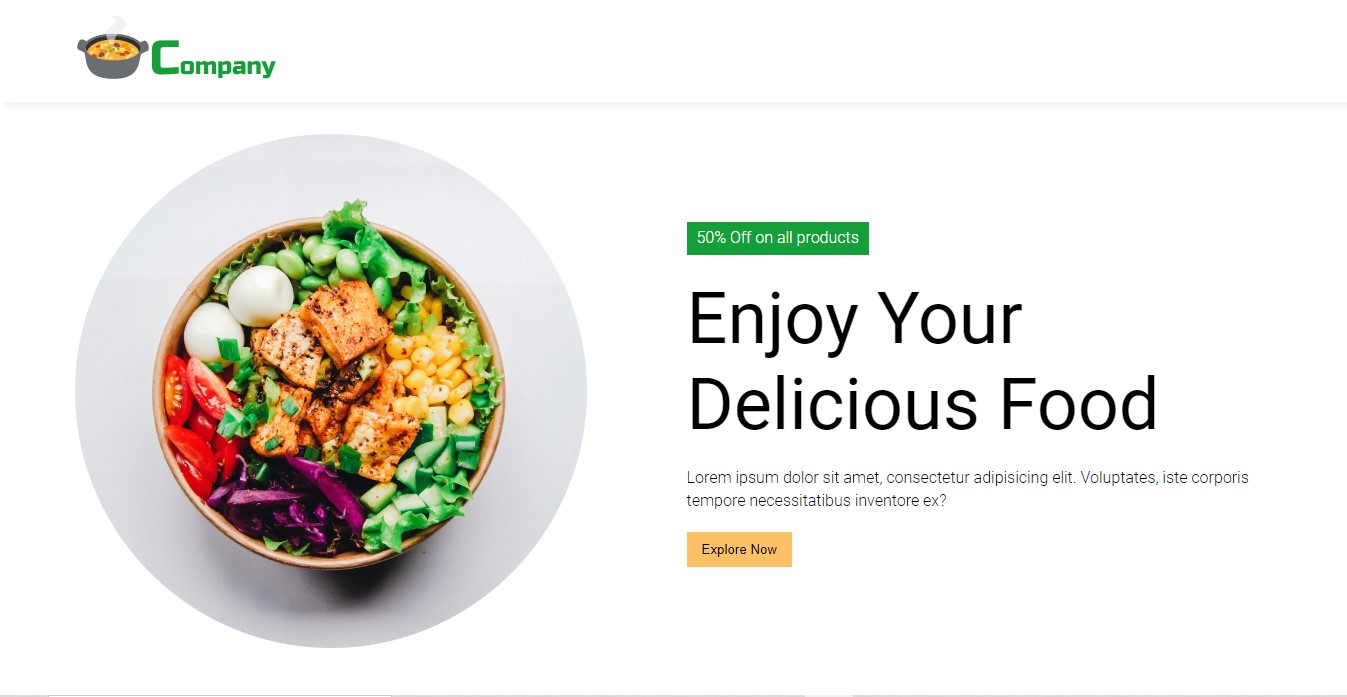 Company
50% Off on all products
Enjoy Your
Delicious Food
Lorem ipsum dolor sit amet, consectetur adipisicing elit. Voluptates, iste corporis
tempore necessitatibus inventore ex?
Explore Now